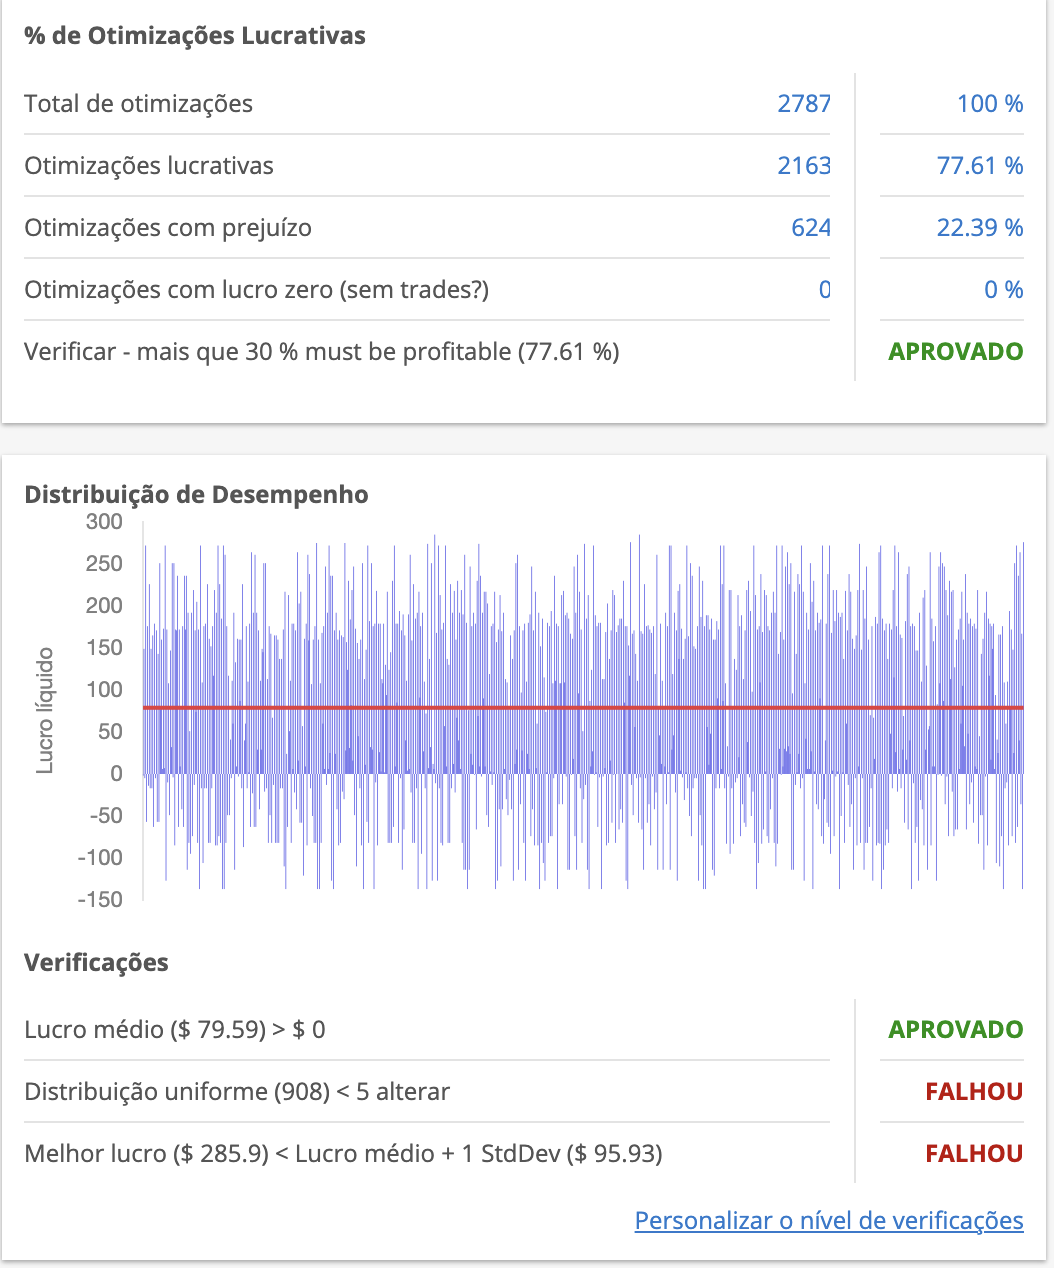 % de Otimizações Lucrativas
Total de otimizações 2787 100 %
Otimizações lucrativas 2163 77.61 %
Otimizações com prejuízo 624 22.39 %
Otimizações com lucro zero (sem trades?) 0 0 %
Verificar - mais que 30 % must be profitable (77.61 %) APROVADO
Distribuição de Desempenho
300
250
200
150
100
50
0
-50
-100
-150
Lucro líquido
Verificações
Lucro médio ($ 79.59) > $ 0 APROVADO
Distribuição uniforme (908) < 5 alterar FALHOU
Melhor lucro ($ 285.9) < Lucro médio + 1 StdDev ($ 95.93) FALHOU
Personalizar o nível de verificações